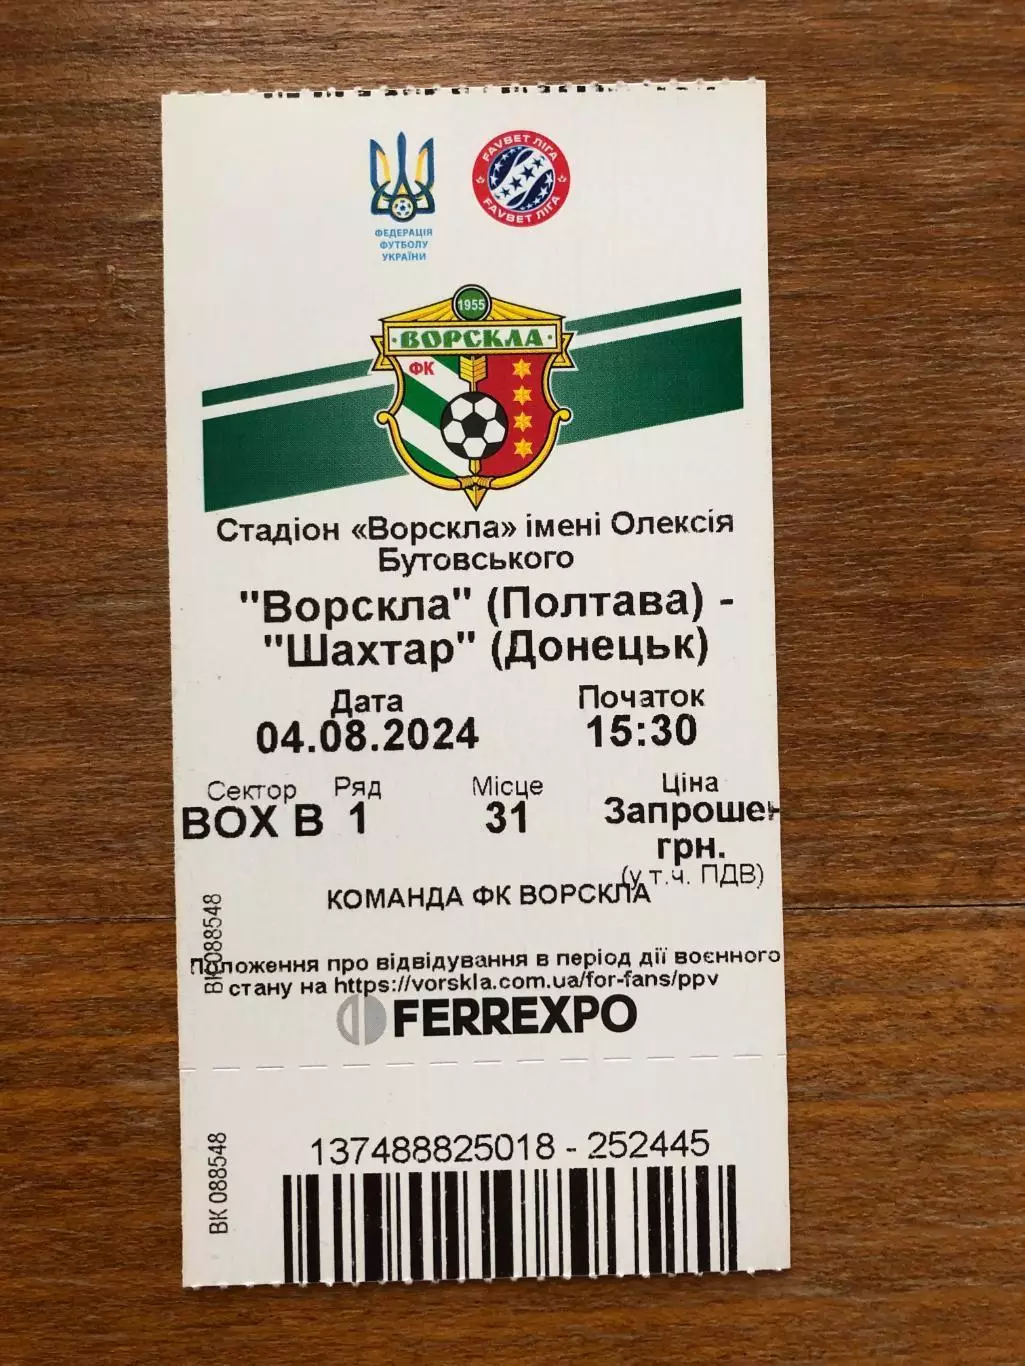 ФЕДЕРАЦІЯ
ФУТБОЛУ
УКРАЇНИ
FAVBET ЛІГА
FAVBET ЛІГА
1955
ВОРСКЛА
ФК
Стадіон «Ворскла» імені Олексія
Бутовського
"Ворскла" (Полтава) -
"Шахтар" (Донецьк)
Дата Початок
04.08.2024 15:30
Сектор Ряд Місце Ціна
BOX B 1 31 Запрошен
грн.
(у т.ч. ПДВ)
КОМАНДА ФК ВОРСКЛА
ВК 088548
Положення про відвідування в період дії воєнного
стану на https://vorskla.com.ua/for-fans/ppv
FERREXPO
137488825018 - 252445
ВК 088548